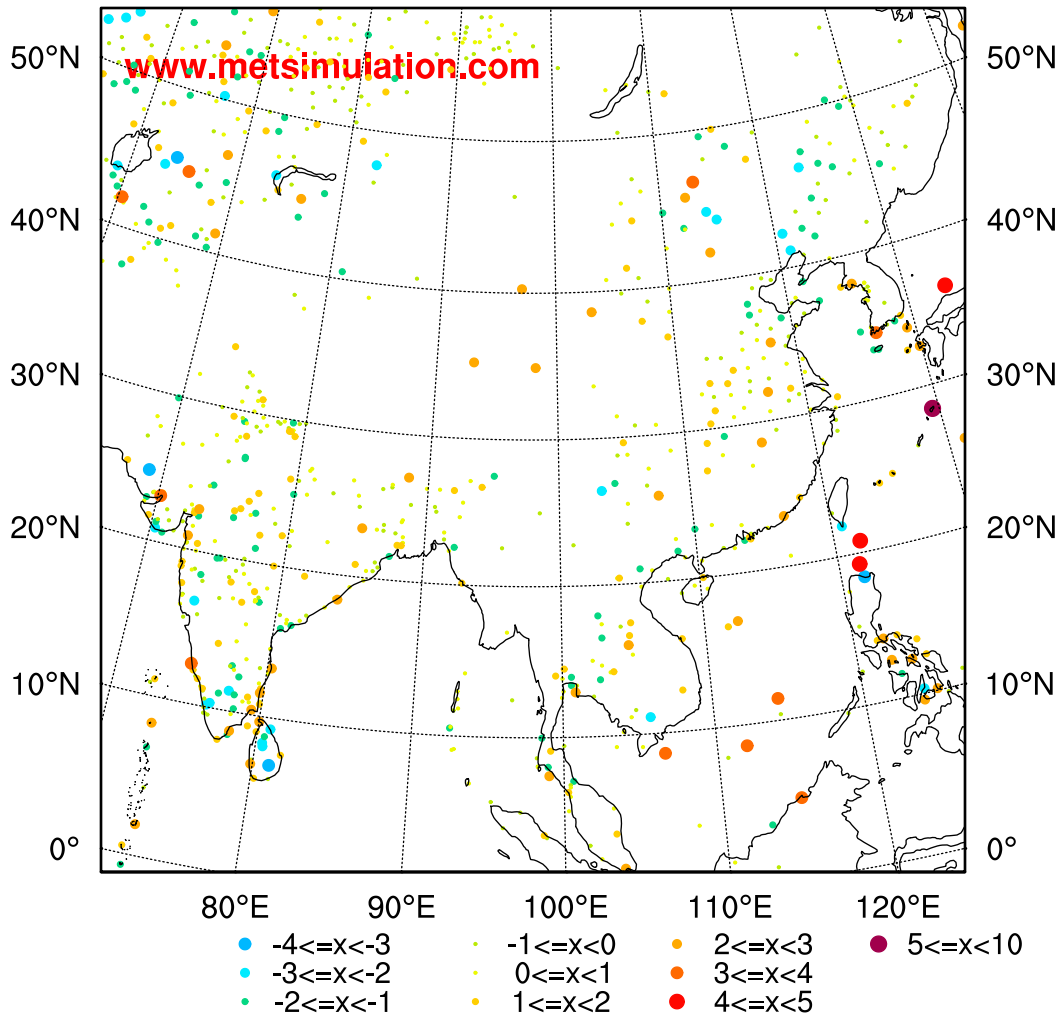 50°N 50°N
www.metsimulation.com
40°N 40°N
30°N 30°N
20°N 20°N
10°N 10°N
0° 0°
80°E 90°E 100°E 110°E 120°E
-4<=x<-3 -1<=x<0 2<=x<3 5<=x<10
-3<=x<-2 0<=x<1 3<=x<4
-2<=x<-1 1<=x<2 4<=x<5